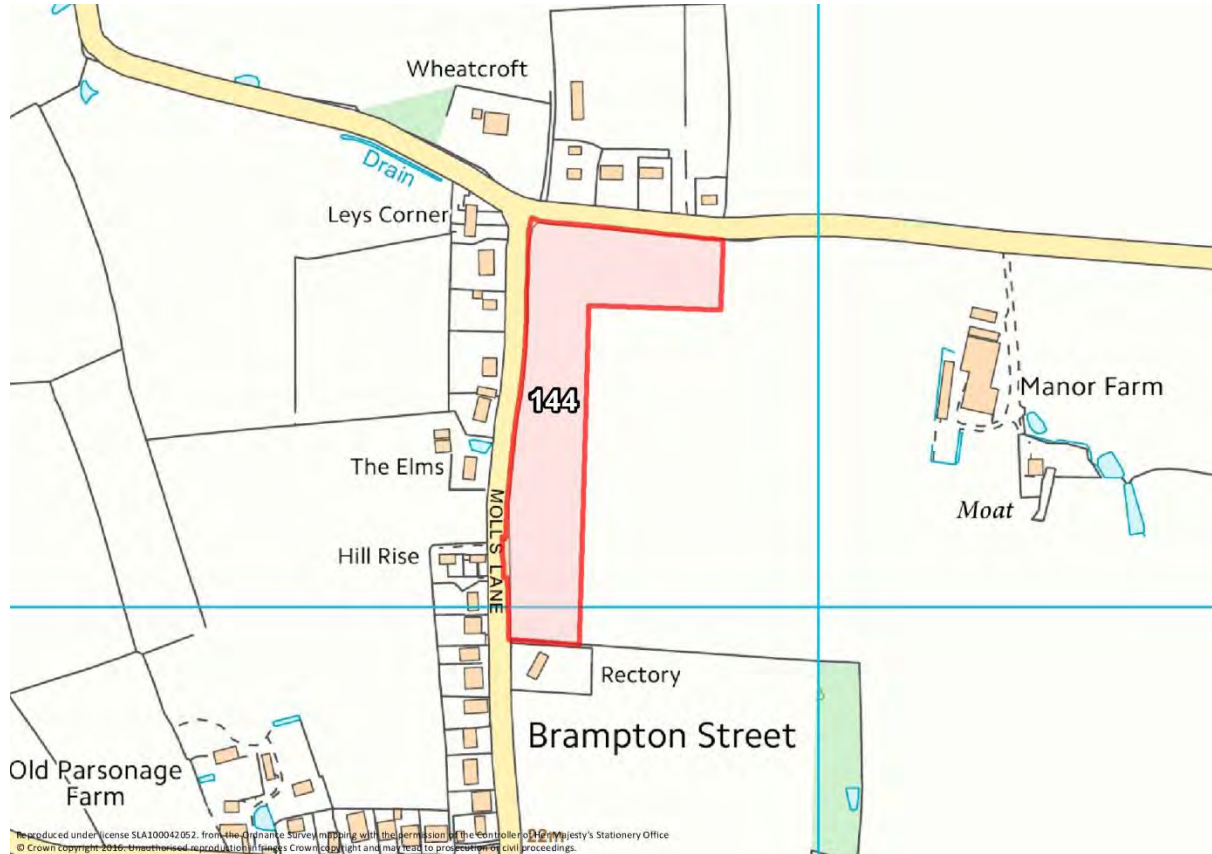 Wheatcroft
Drain
Leys Corner
144
Manor Farm
The Elms
Moat
MOLL'S LANE
Hill Rise
Rectory
Brampton Street
Old Parsonage
Farm
Reproduced under license SLA100042052. from the Ordnance Survey mapping with the permission of the Controller of Her Majesty's Stationery Office
© Crown copyright 2016. Unauthorised reproduction infringes Crown copyright and may lead to prosecution or civil proceedings.